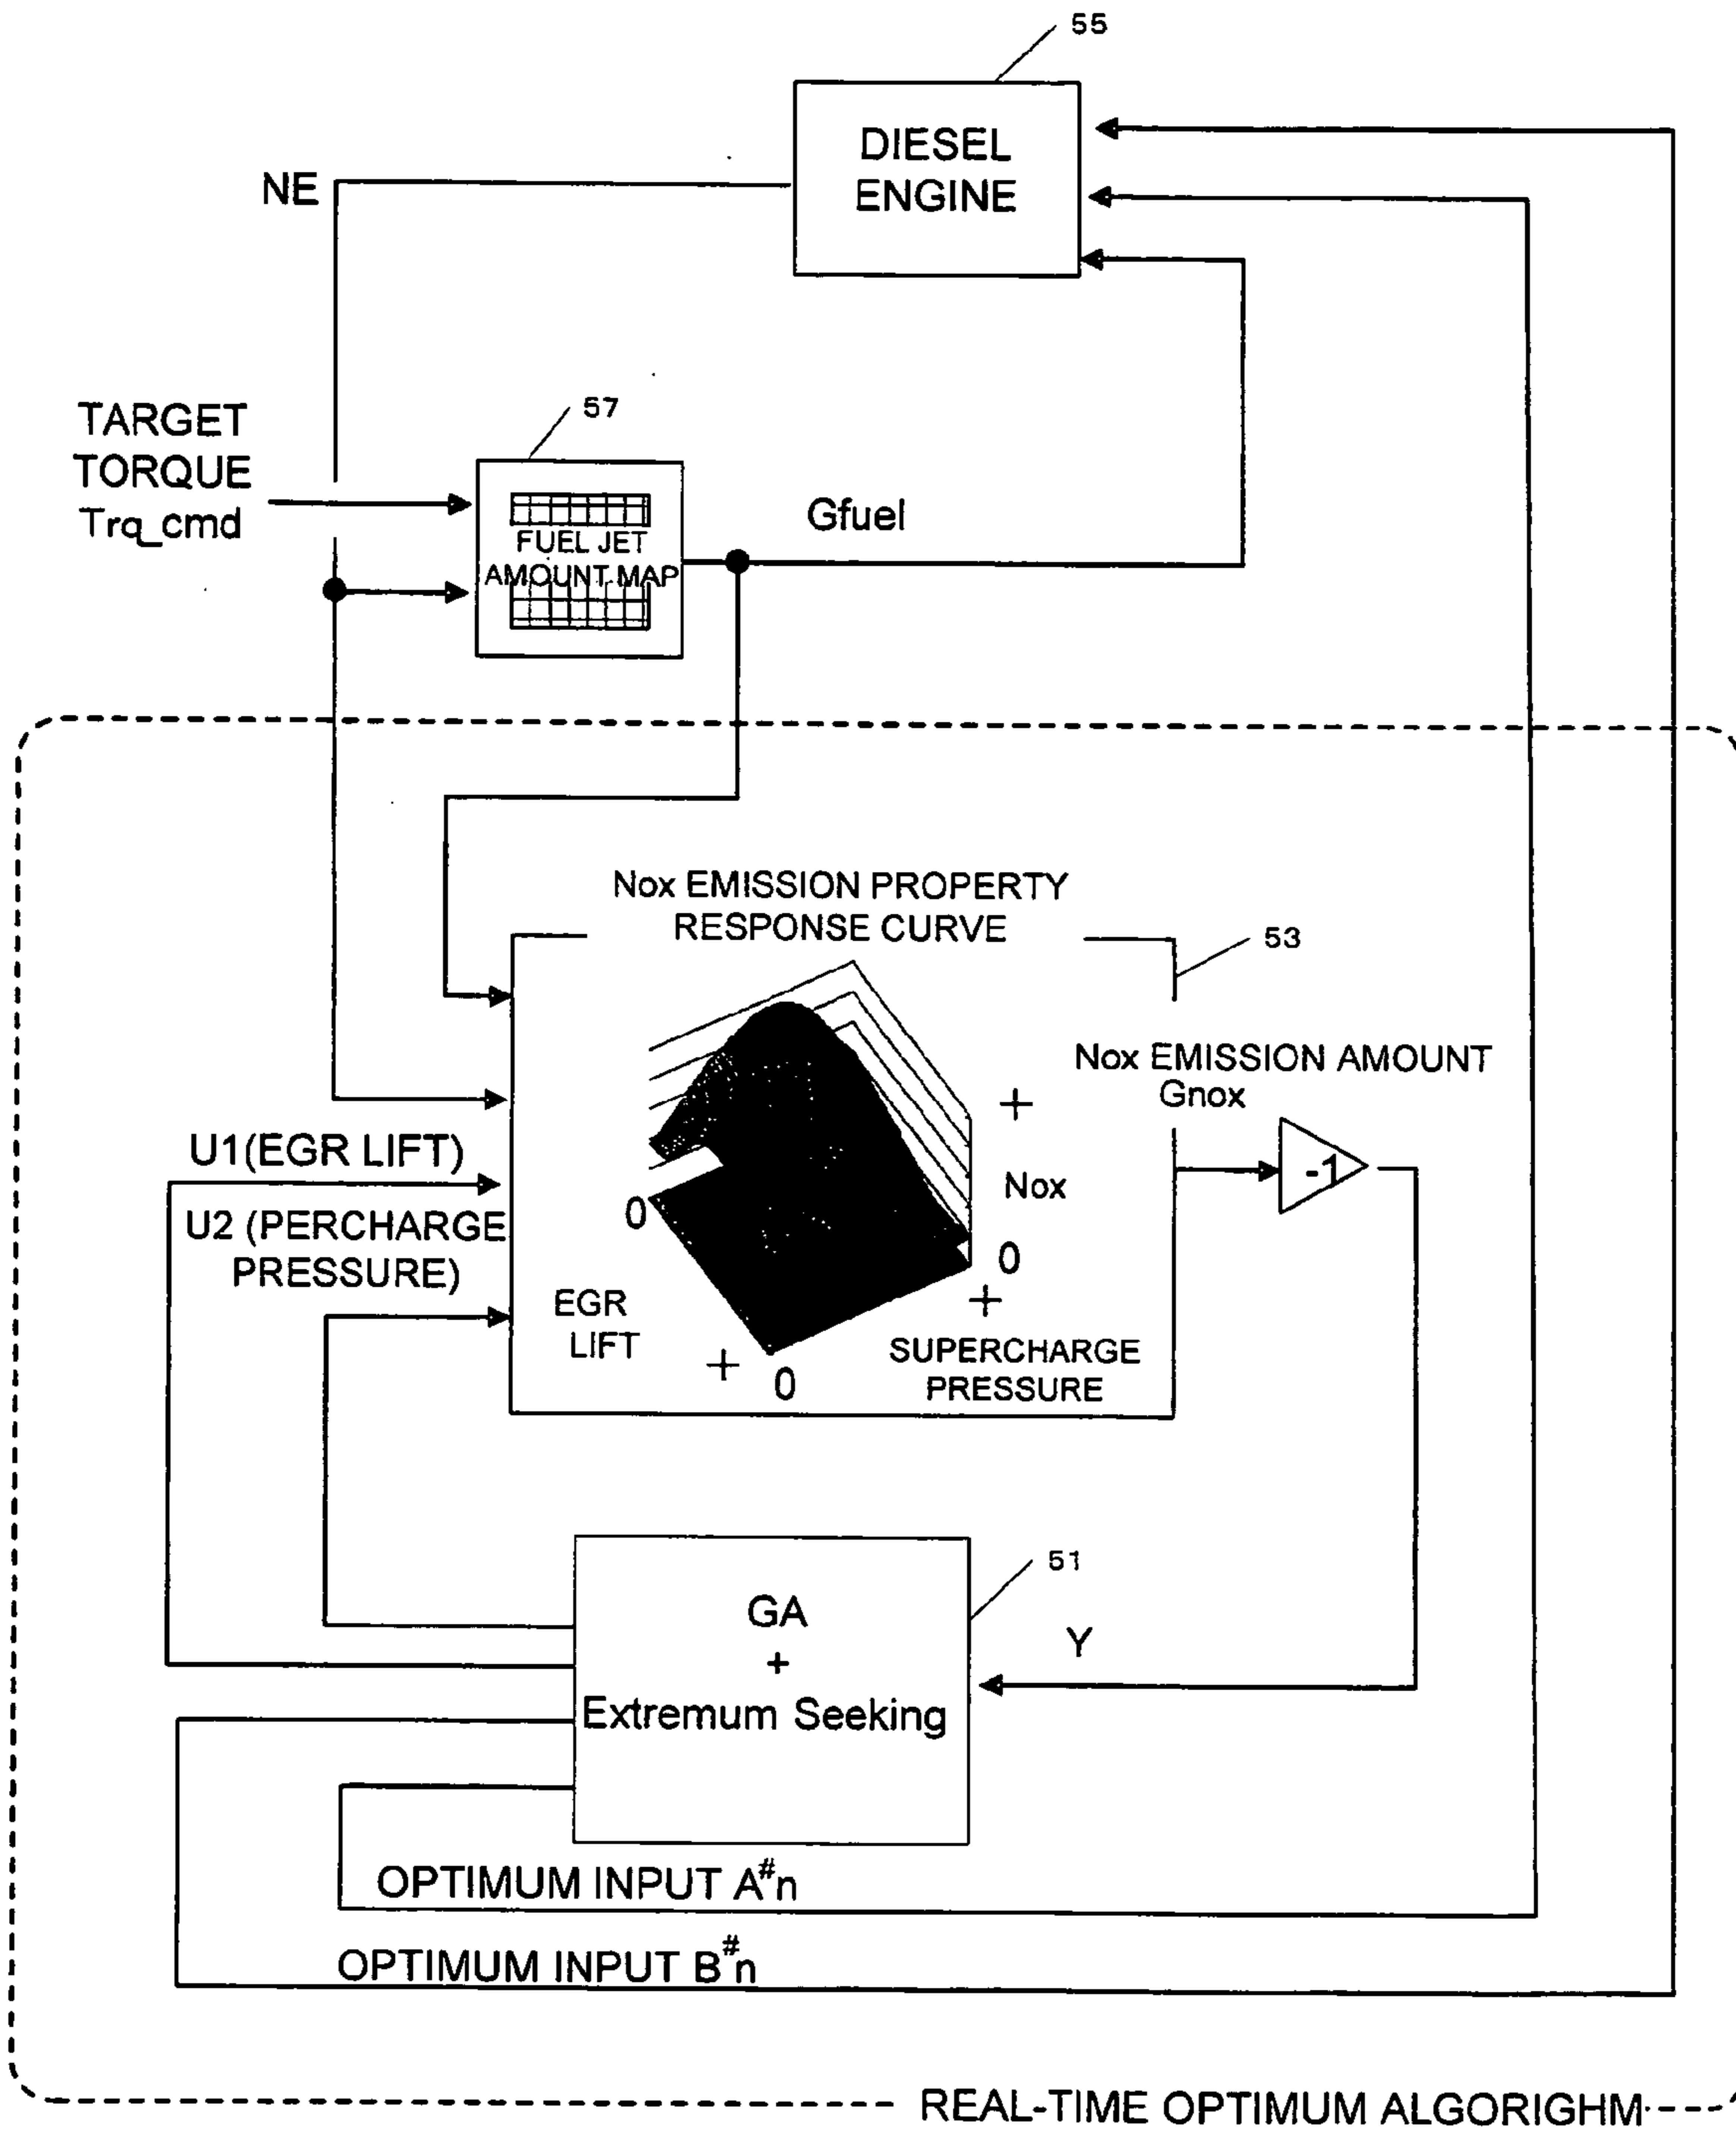 55
DIESEL
ENGINE
NE
TARGET
TORQUE
Trq_cmd
57
FUEL JET
AMOUNT MAP
Gfuel
Nox EMISSION PROPERTY
RESPONSE CURVE
53
Nox EMISSION AMOUNT
Gnox
+
Nox
0
+
-1
U1(EGR LIFT)
U2 (PERCHARGE
PRESSURE)
0
EGR
LIFT
+
0
SUPERCHARGE
PRESSURE
51
GA
+
Extremum Seeking
Y
OPTIMUM INPUT A#n
OPTIMUM INPUT B#n
REAL-TIME OPTIMUM ALGORIGHM